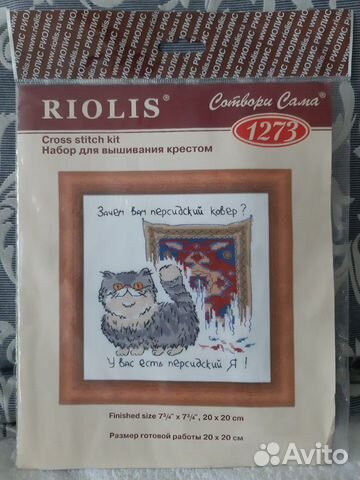 RIOLIS®
Сотвори Сама®
Cross stitch kit
Набор для вышивания крестом
1273
Зачем вам персидский ковер?
У вас есть персидский Я!
Finished size 7³/₄" x 7³/₄", 20 x 20 cm
Размер готовой работы 20 x 20 см
Avito